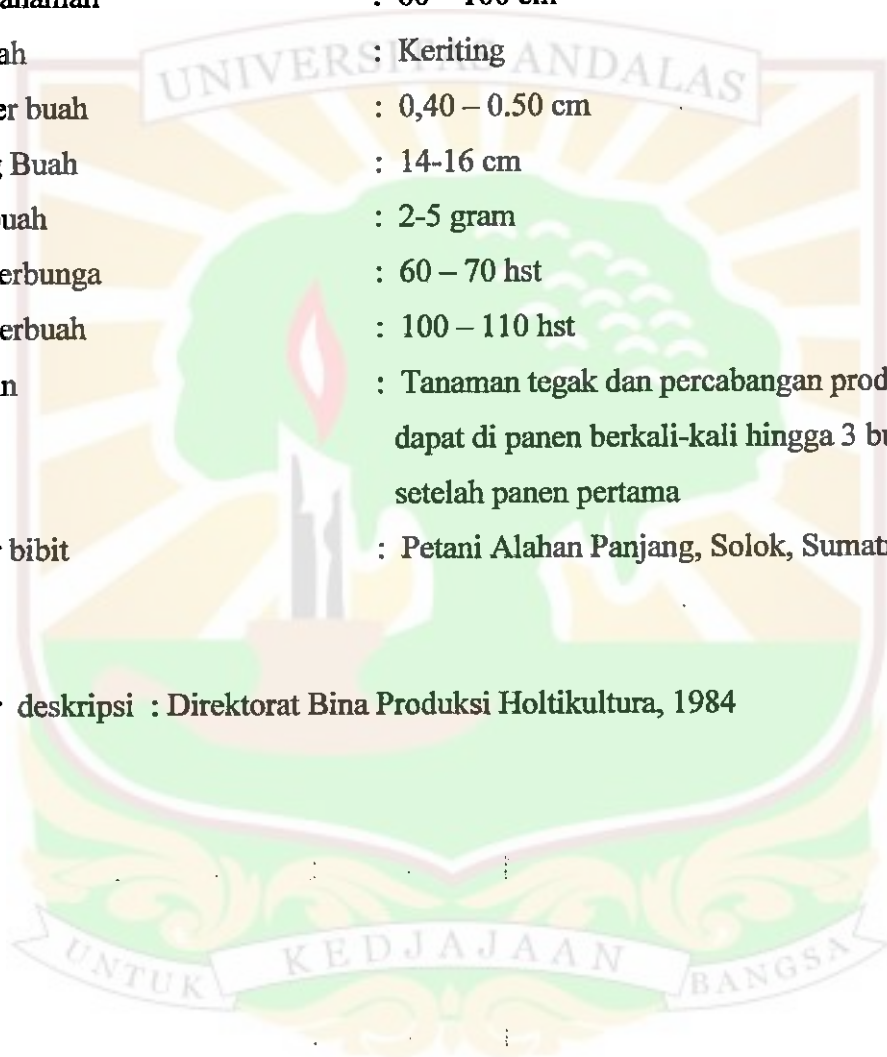 : Keriting
er buah : 0,40 – 0.50 cm
Buah : 14-16 cm
uah : 2-5 gram
erbunga : 60 – 70 hst
erbuah : 100 – 110 hst
n : Tanaman tegak dan percabangan prod
dapat di panen berkali-kali hingga 3 bu
setelah panen pertama
bibit : Petani Alahan Panjang, Solok, Sumat
deskripsi : Direktorat Bina Produksi Holtikultura, 1984
UNIVERSITAS ANDALAS
UNTUK KEDJAJAAN BANGSA